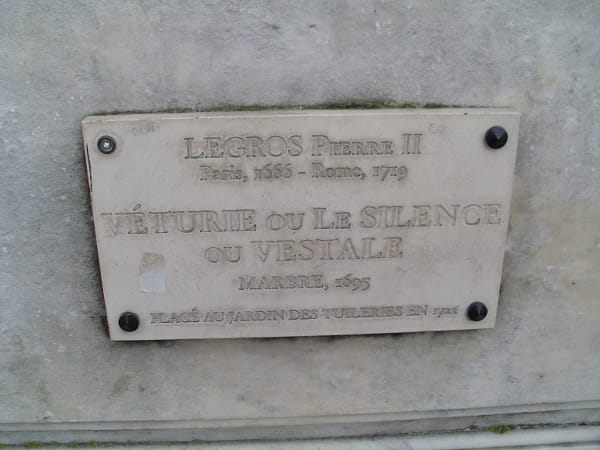 LEGROS PIERRE II
Paris, 1666 - Rome, 1719
VÉTURIE OU LE SILENCE
OU VESTALE
MARBRE, 1695
PLACÉ AU JARDIN DES TUILERIES EN 1722